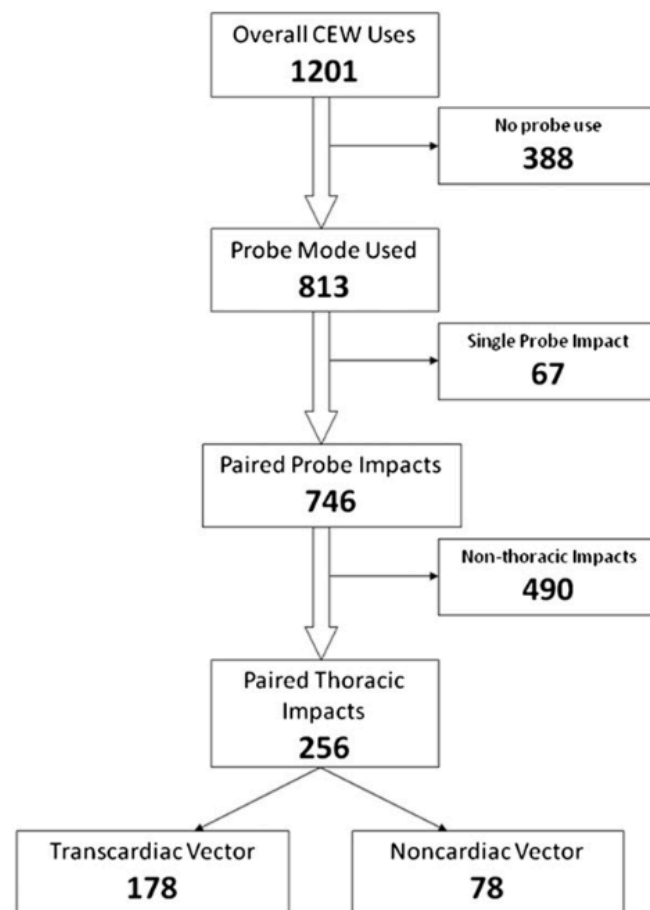 Overall CEW Uses
1201
No probe use
388
Probe Mode Used
813
Single Probe Impact
67
Paired Probe Impacts
746
Non-thoracic Impacts
490
Paired Thoracic
Impacts
256
Transcardiac Vector
178
Noncardiac Vector
78